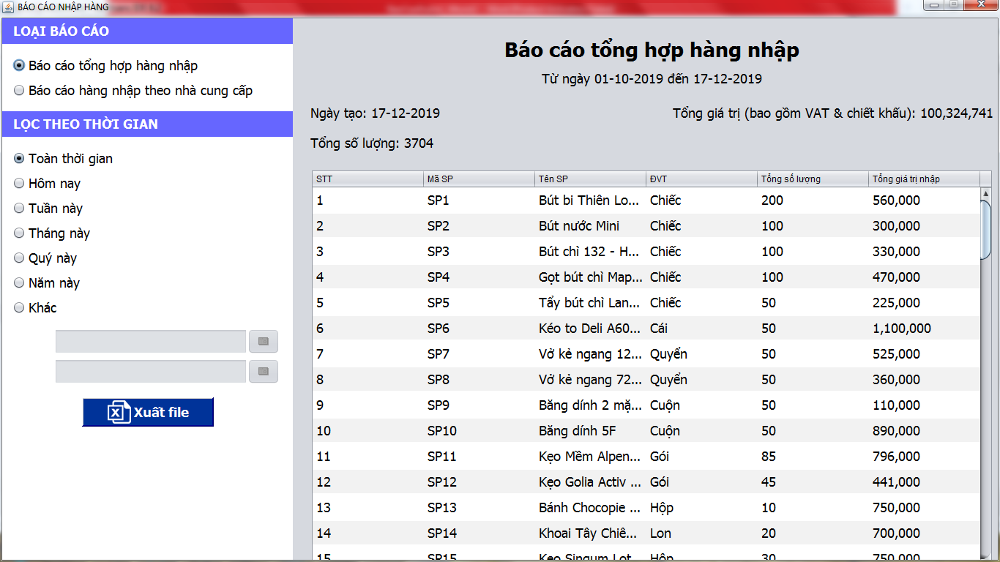 BÁO CÁO NHẬP HÀNG
LOẠI BÁO CÁO
Báo cáo tổng hợp hàng nhập
Báo cáo hàng nhập theo nhà cung cấp
LỌC THEO THỜI GIAN
Toàn thời gian
Hôm nay
Tuần này
Tháng này
Quý này
Năm này
Khác
Xuất file
Báo cáo tổng hợp hàng nhập
Từ ngày 01-10-2019 đến 17-12-2019
Ngày tạo: 17-12-2019 Tổng giá trị (bao gồm VAT & chiết khấu): 100,324,741
Tổng số lượng: 3704
STT Mã SP Tên SP ĐVT Tổng số lượng Tổng giá trị nhập
1 SP1 Bút bi Thiên Lo... Chiếc 200 560,000
2 SP2 Bút nước Mini Chiếc 100 300,000
3 SP3 Bút chì 132 - H... Chiếc 100 330,000
4 SP4 Gọt bút chì Map... Chiếc 100 470,000
5 SP5 Tẩy bút chì Lan... Chiếc 50 225,000
6 SP6 Kéo to Deli A60... Cái 50 1,100,000
7 SP7 Vở kẻ ngang 12... Quyển 50 525,000
8 SP8 Vở kẻ ngang 72... Quyển 50 360,000
9 SP9 Băng dính 2 mặ... Cuộn 50 110,000
10 SP10 Băng dính 5F Cuộn 50 890,000
11 SP11 Kẹo Mềm Alpen... Gói 85 796,000
12 SP12 Kẹo Golia Activ ... Gói 45 441,000
13 SP13 Bánh Chocopie ... Hộp 10 750,000
14 SP14 Khoai Tây Chiê... Lon 20 700,000
15 SP15 Kẹo Singum Lot... Hộp 30 750,000